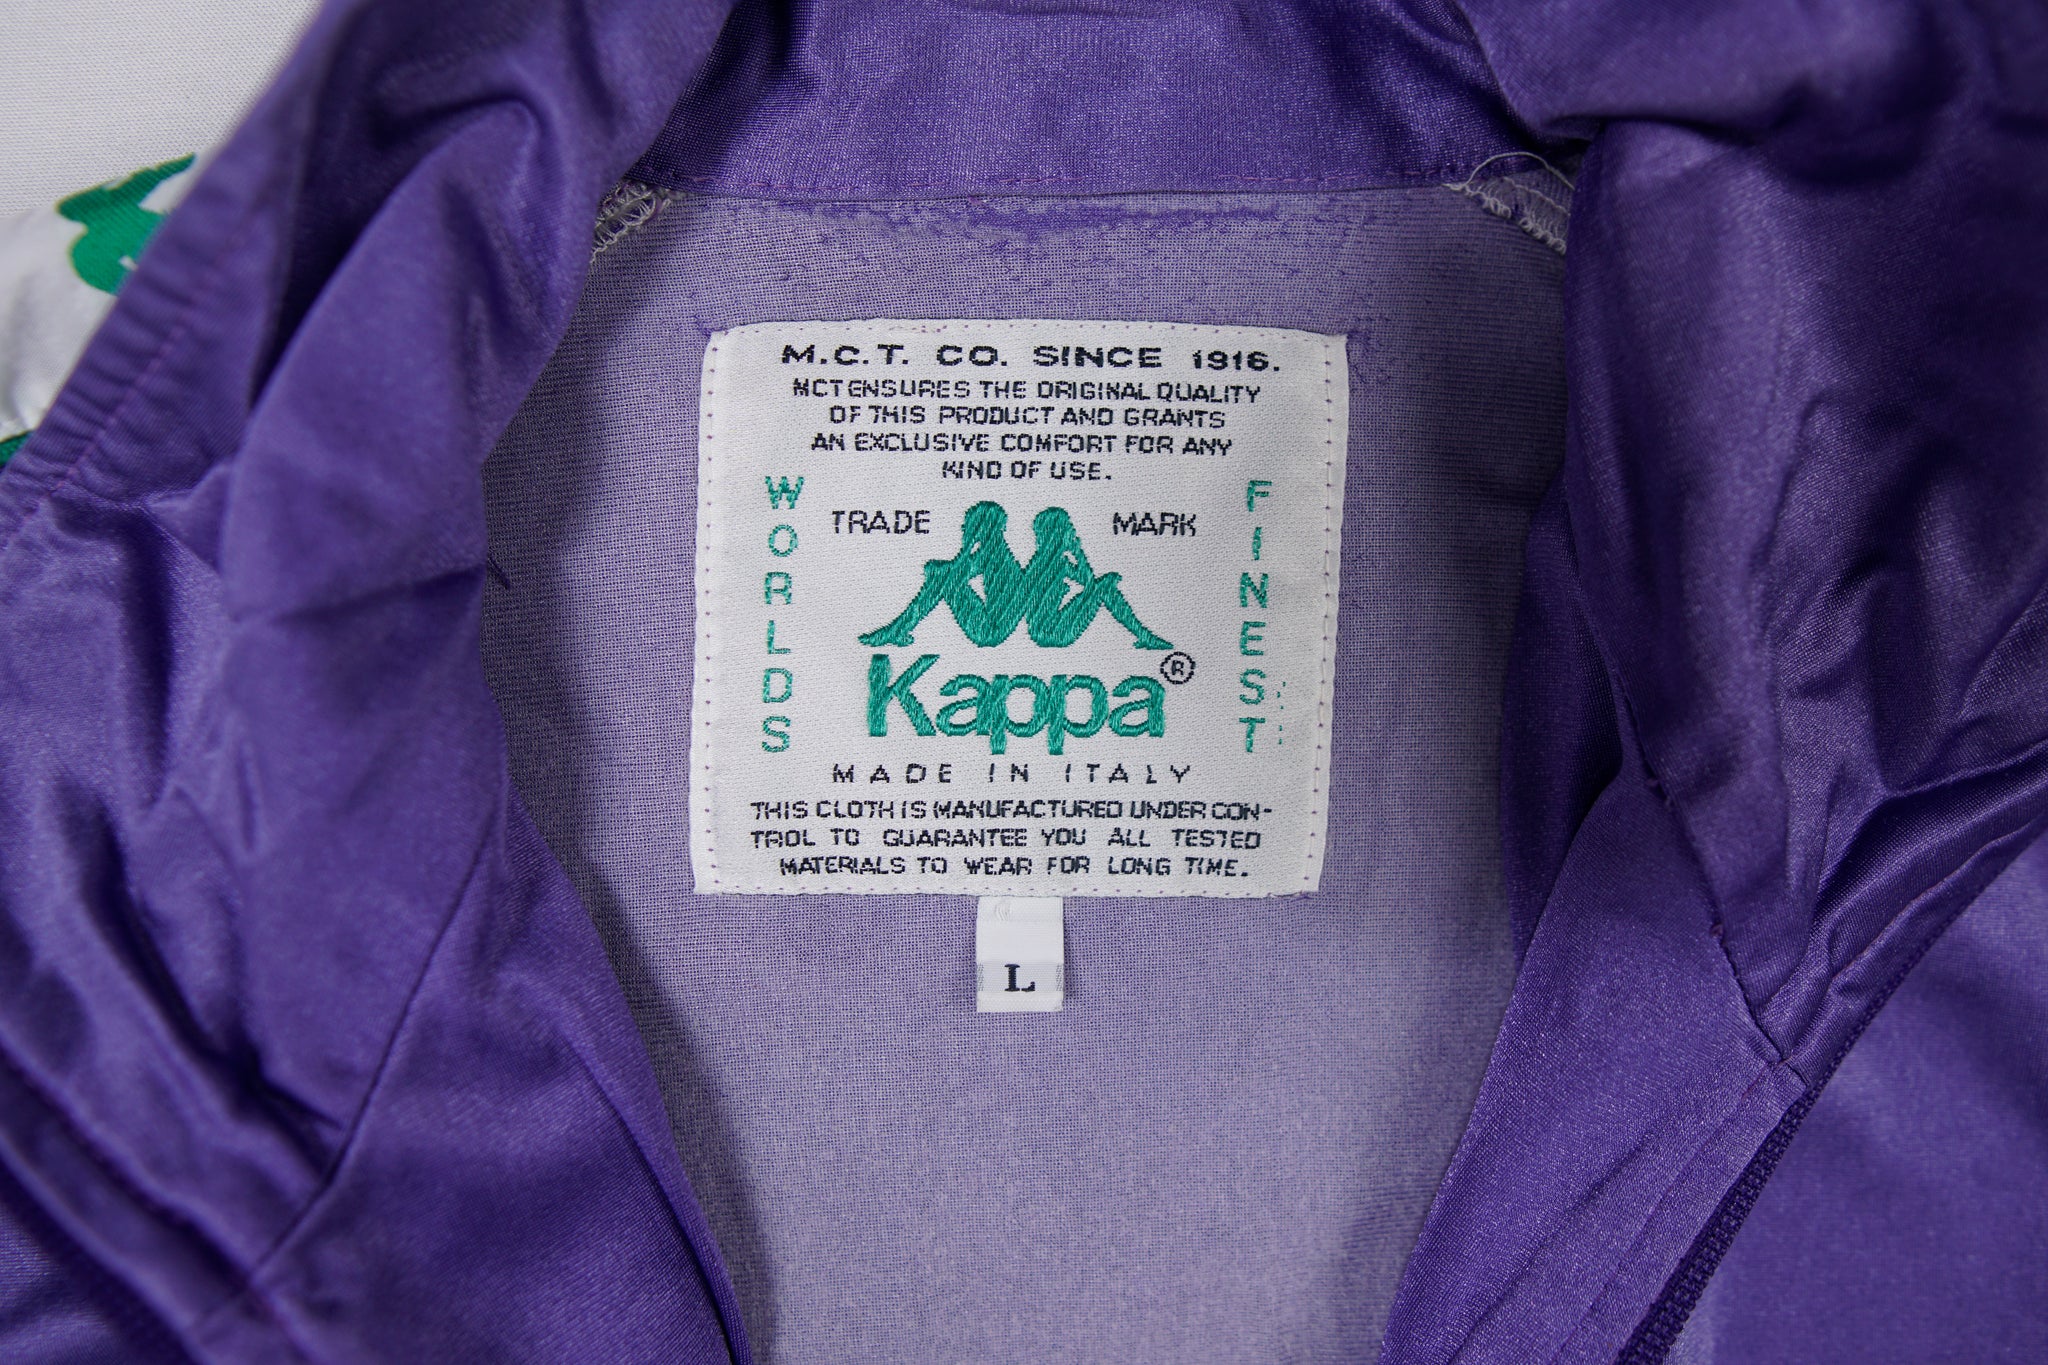 M.C.T. CO. SINCE 1916.
MCT ENSURES THE ORIGINAL QUALITY
OF THIS PRODUCT AND GRANTS
AN EXCLUSIVE COMFORT FOR ANY
KIND OF USE.
WORLDS
TRADE MARK
FINEST
Kappa®
MADE IN ITALY
THIS CLOTH IS MANUFACTURED UNDER CON-
TROL TO GUARANTEE YOU ALL TESTED
MATERIALS TO WEAR FOR LONG TIME.
L